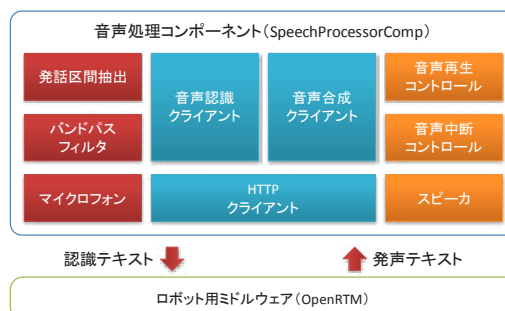 音声処理コンポーネント(SpeechProcessorComp)
発話区間抽出
音声認識
クライアント
音声合成
クライアント
音声再生
コントロール
バンドパス
フィルタ
音声中断
コントロール
マイクロフォン
HTTP
クライアント
スピーカ
認識テキスト
発声テキスト
ロボット用ミドルウェア(OpenRTM)